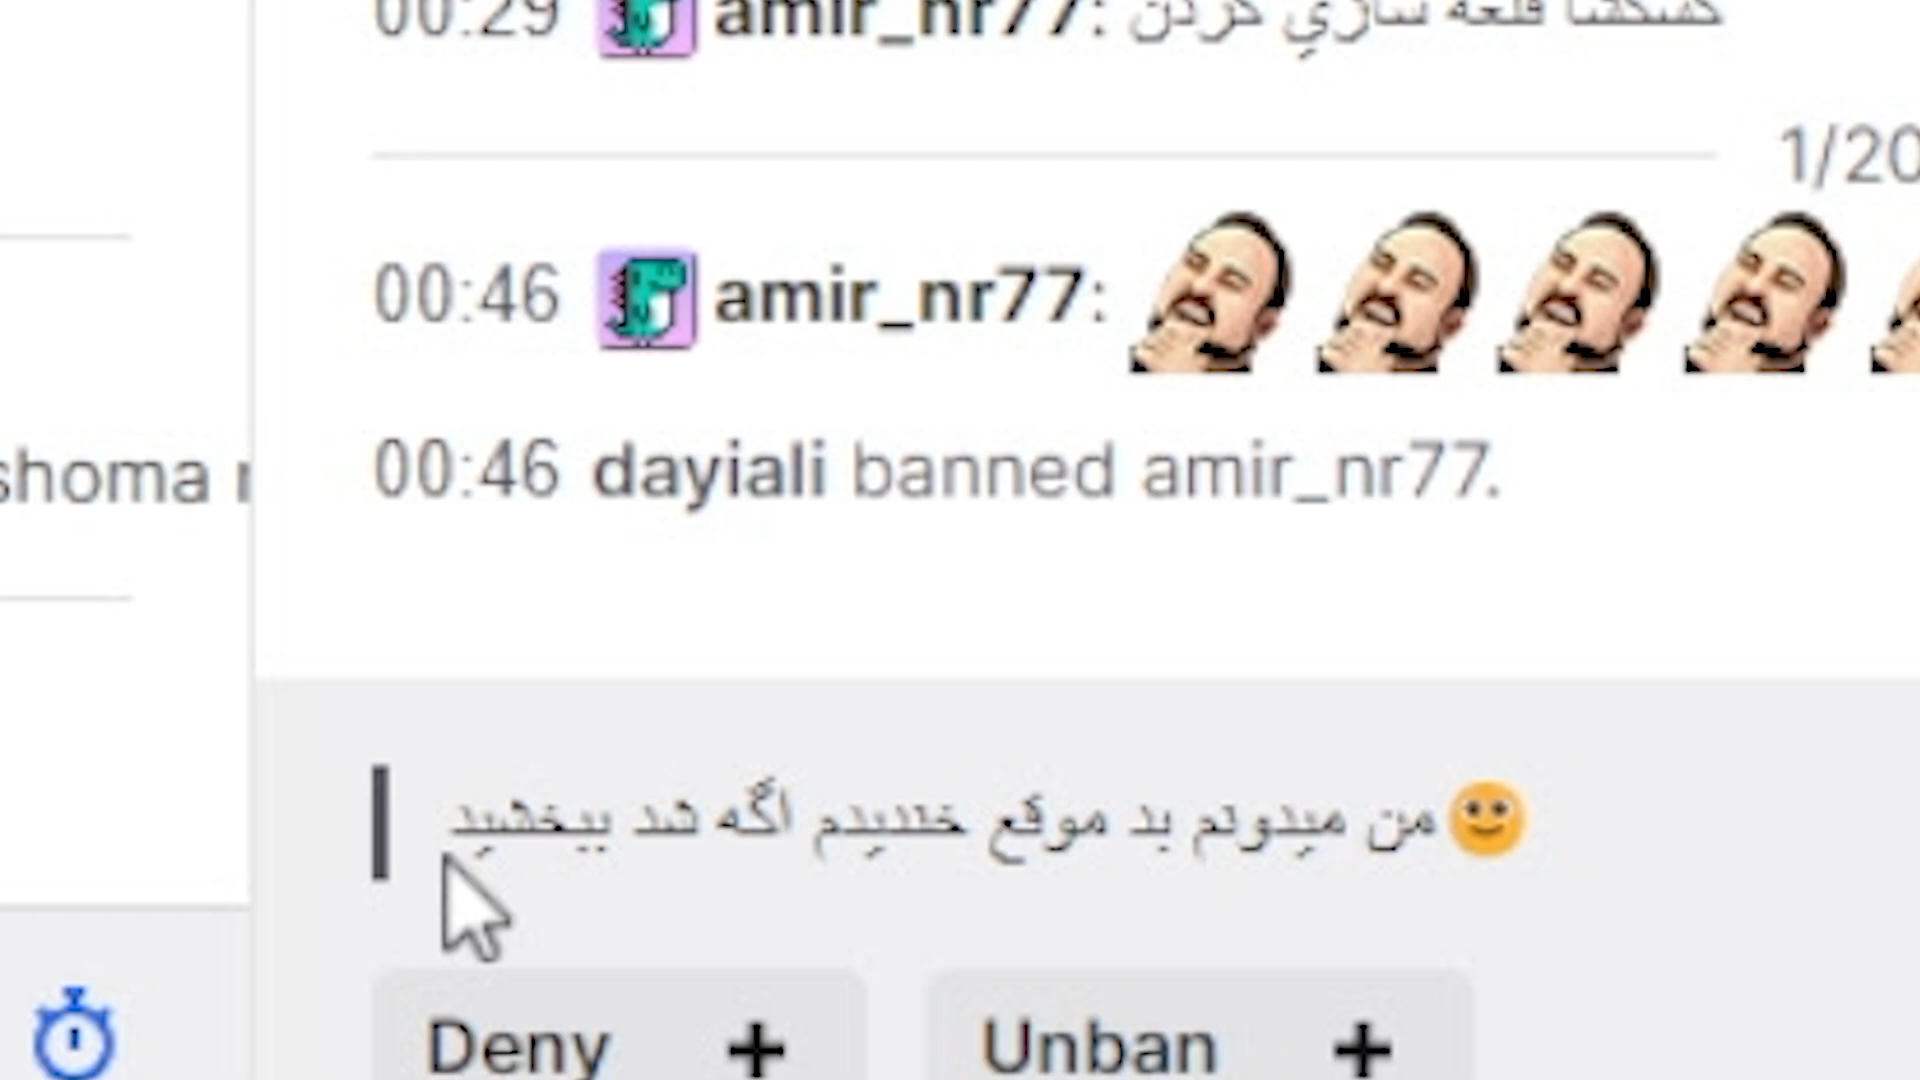 00:29 amir_nr77: قلعه سازی کردن
1/20
00:46 amir_nr77:
00:46 dayiali banned amir_nr77.
shoma
من میدونم بد موقع خندیدم اگه شد ببخشید
Deny +
Unban +